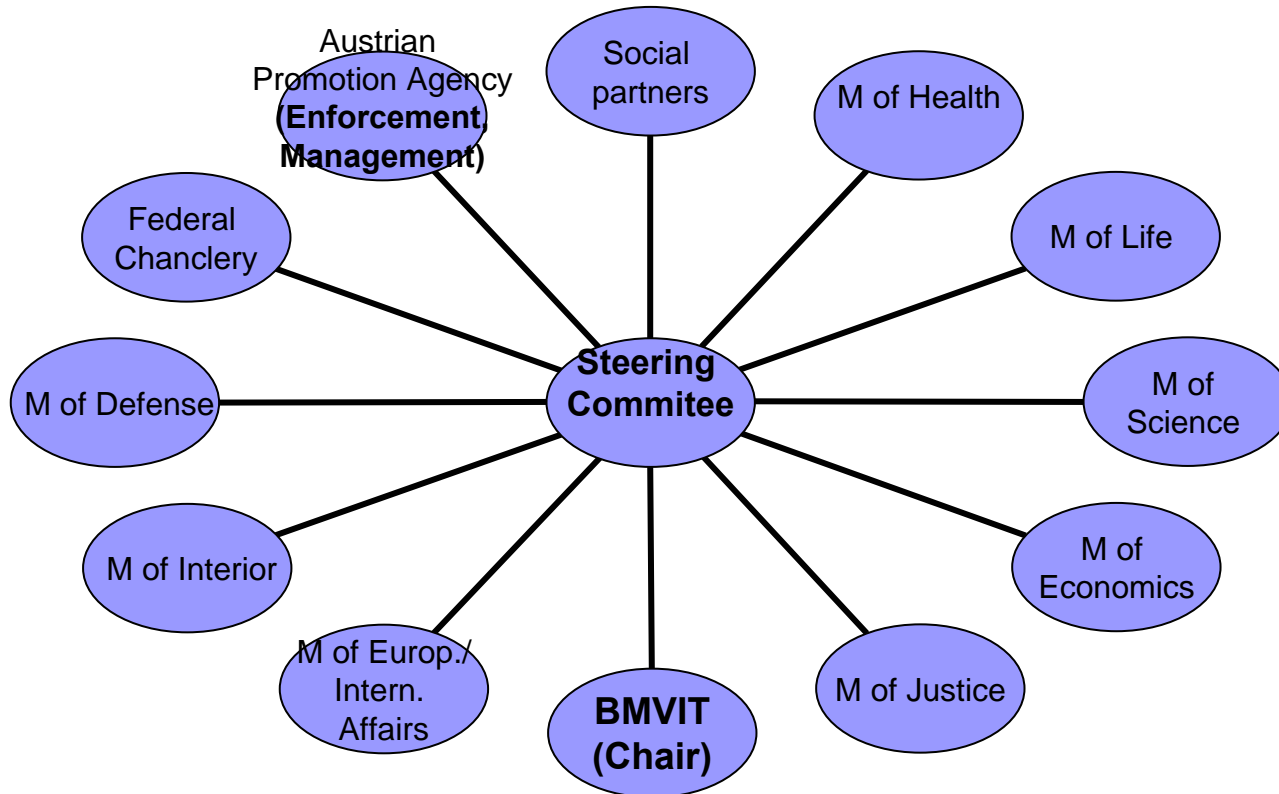 Austrian
Promotion Agency
(Enforcement,
Management)
Social
partners
M of Health
Federal
Chanclery
M of Life
Steering
Commitee
M of Defense
M of
Science
M of Interior
M of
Economics
M of Europ./
Intern.
Affairs
BMVIT
(Chair)
M of Justice